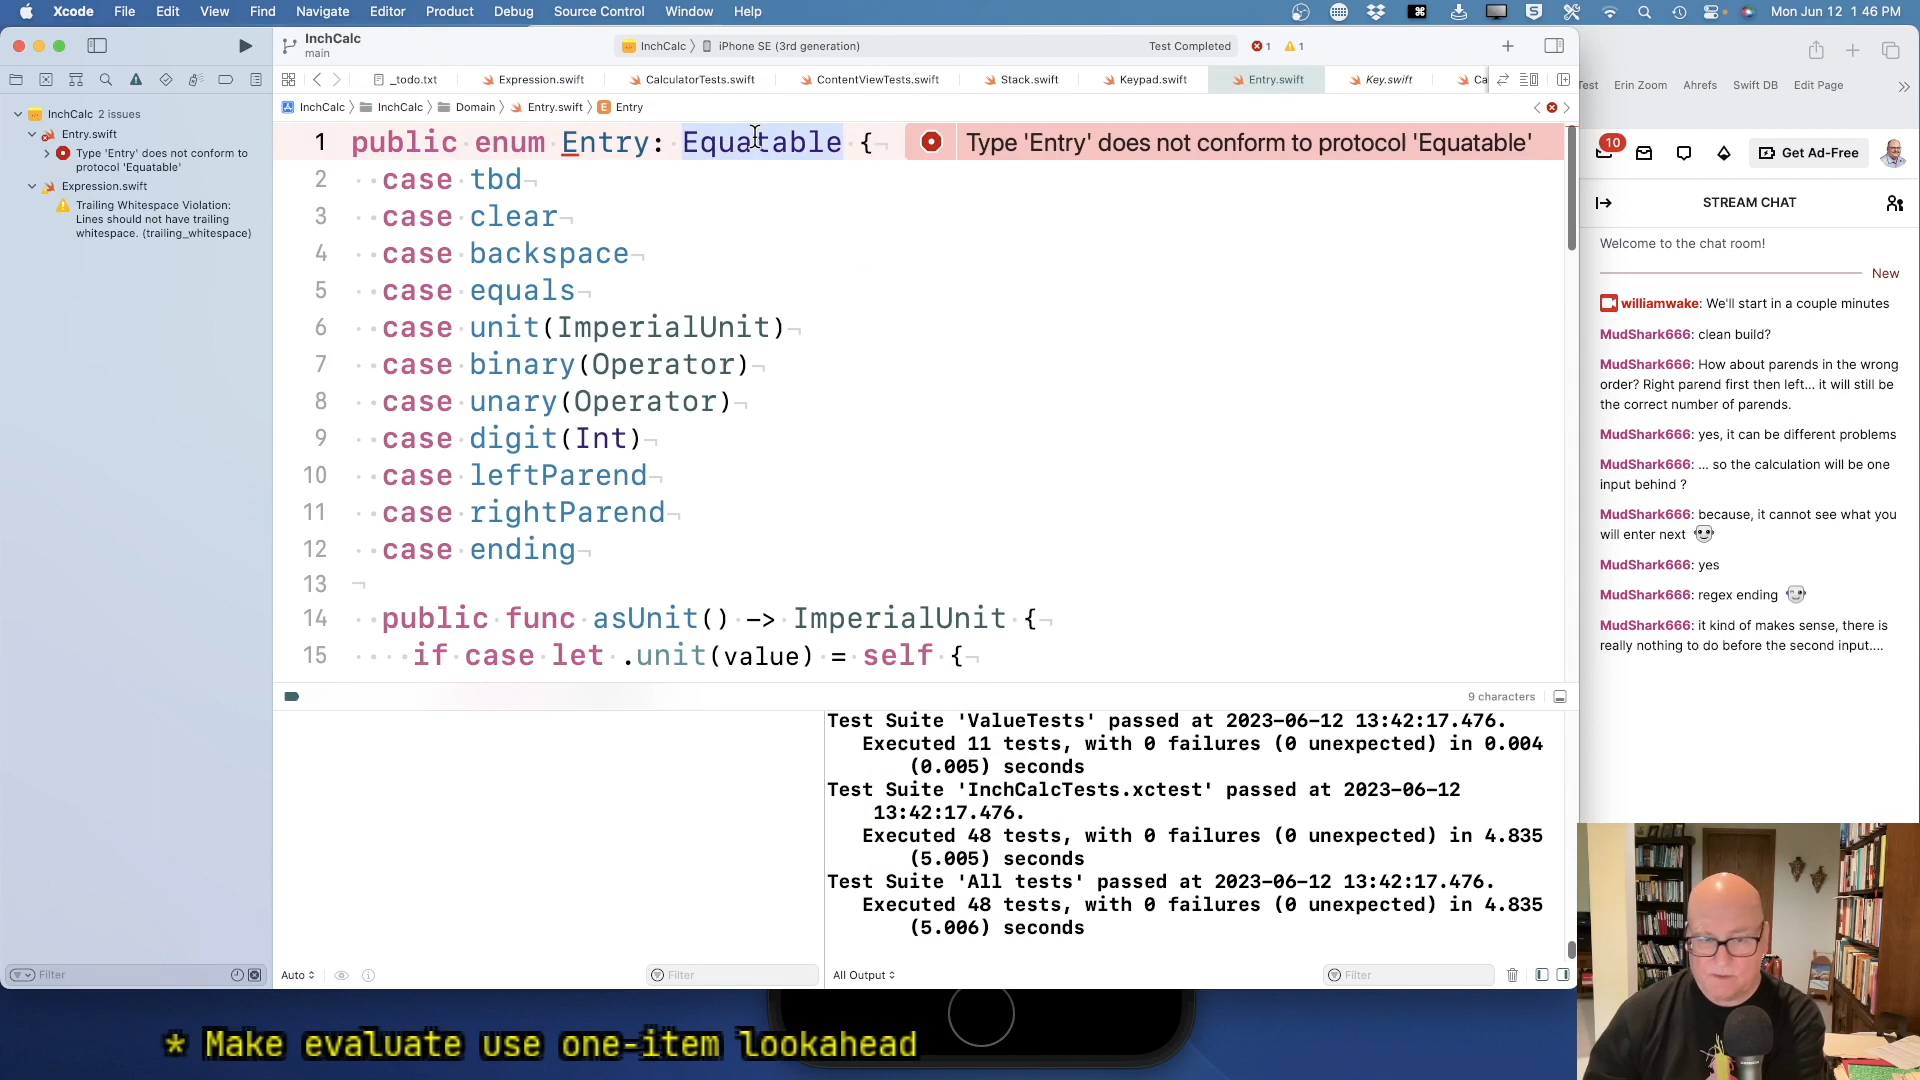 Xcode File Edit View Find Navigate Editor Product Debug Source Control Window Help
Mon Jun 12 1:46 PM
InchCalc
main
InchCalc 〉 iPhone SE (3rd generation)
Test Completed
1
1
_todo.txt Expression.swift CalculatorTests.swift ContentViewTests.swift Stack.swift Keypad.swift Entry.swift Key.swift Ca
InchCalc 〉 InchCalc 〉 Domain 〉 Entry.swift 〉 E Entry
InchCalc 2 issues
Entry.swift
Type 'Entry' does not conform to
protocol 'Equatable'
Expression.swift
Trailing Whitespace Violation:
Lines should not have trailing
whitespace. (trailing_whitespace)
1 public enum Entry: Equatable {
Type 'Entry' does not conform to protocol 'Equatable'
2 case tbd
3 case clear
4 case backspace
5 case equals
6 case unit(ImperialUnit)
7 case binary(Operator)
8 case unary(Operator)
9 case digit(Int)
10 case leftParend
11 case rightParend
12 case ending
13
14 public func asUnit() -> ImperialUnit {
15 if case let .unit(value) = self {
9 characters
Test Suite 'ValueTests' passed at 2023-06-12 13:42:17.476.
Executed 11 tests, with 0 failures (0 unexpected) in 0.004
(0.005) seconds
Test Suite 'InchCalcTests.xctest' passed at 2023-06-12
13:42:17.476.
Executed 48 tests, with 0 failures (0 unexpected) in 4.835
(5.005) seconds
Test Suite 'All tests' passed at 2023-06-12 13:42:17.476.
Executed 48 tests, with 0 failures (0 unexpected) in 4.835
(5.006) seconds
Filter
Auto
Filter
All Output
Filter
* Make evaluate use one-item lookahead
Test Erin Zoom Ahrefs Swift DB Edit Page
10
Get Ad-Free
STREAM CHAT
Welcome to the chat room!
New
williamwake: We'll start in a couple minutes
MudShark666: clean build?
MudShark666: How about parends in the wrong
order? Right parend first then left... it will still be
the correct number of parends.
MudShark666: yes, it can be different problems
MudShark666: ... so the calculation will be one
input behind ?
MudShark666: because, it cannot see what you
will enter next
MudShark666: yes
MudShark666: regex ending
MudShark666: it kind of makes sense, there is
really nothing to do before the second input....